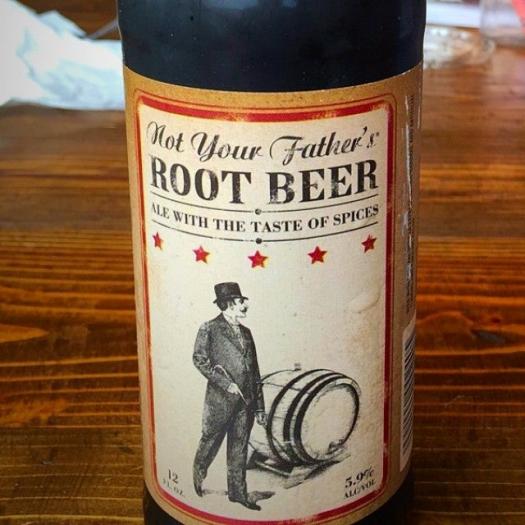 Not Your Father's
ROOT BEER
ALE WITH THE TASTE OF SPICES
12
FL. OZ.
5.9%
ALC/VOL